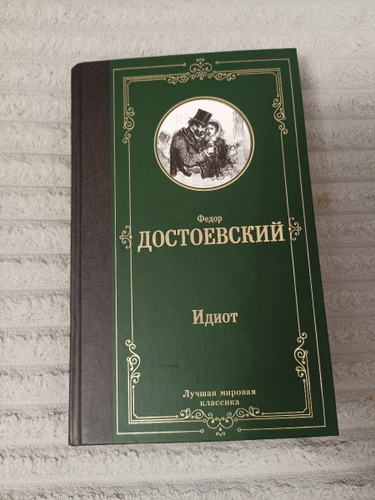 Федор
ДОСТОЕВСКИЙ
Идиот
Лучшая мировая
классика